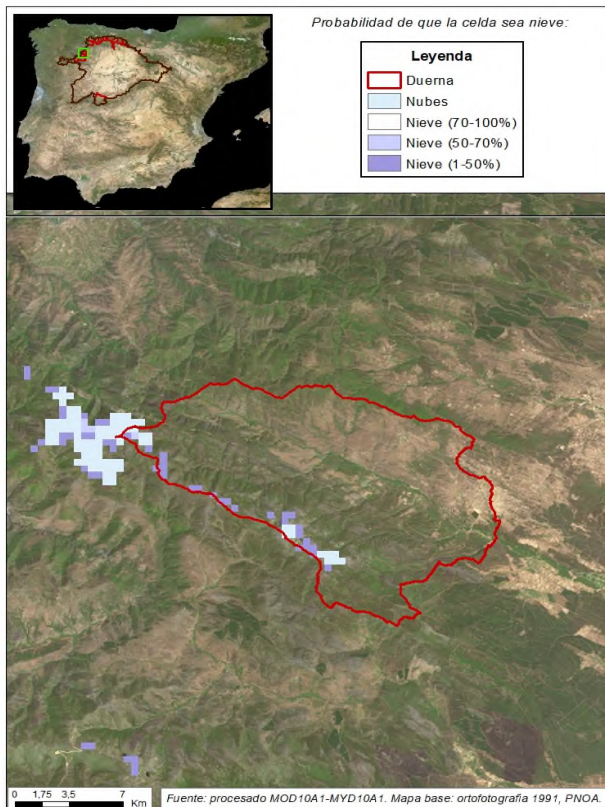 Probabilidad de que la celda sea nieve:
Leyenda
Duerna
Nubes
Nieve (70-100%)
Nieve (50-70%)
Nieve (1-50%)
0 1,75 3,5 7
Km
Fuente: procesado MOD10A1-MYD10A1. Mapa base: ortofotografia 1991, PNOA